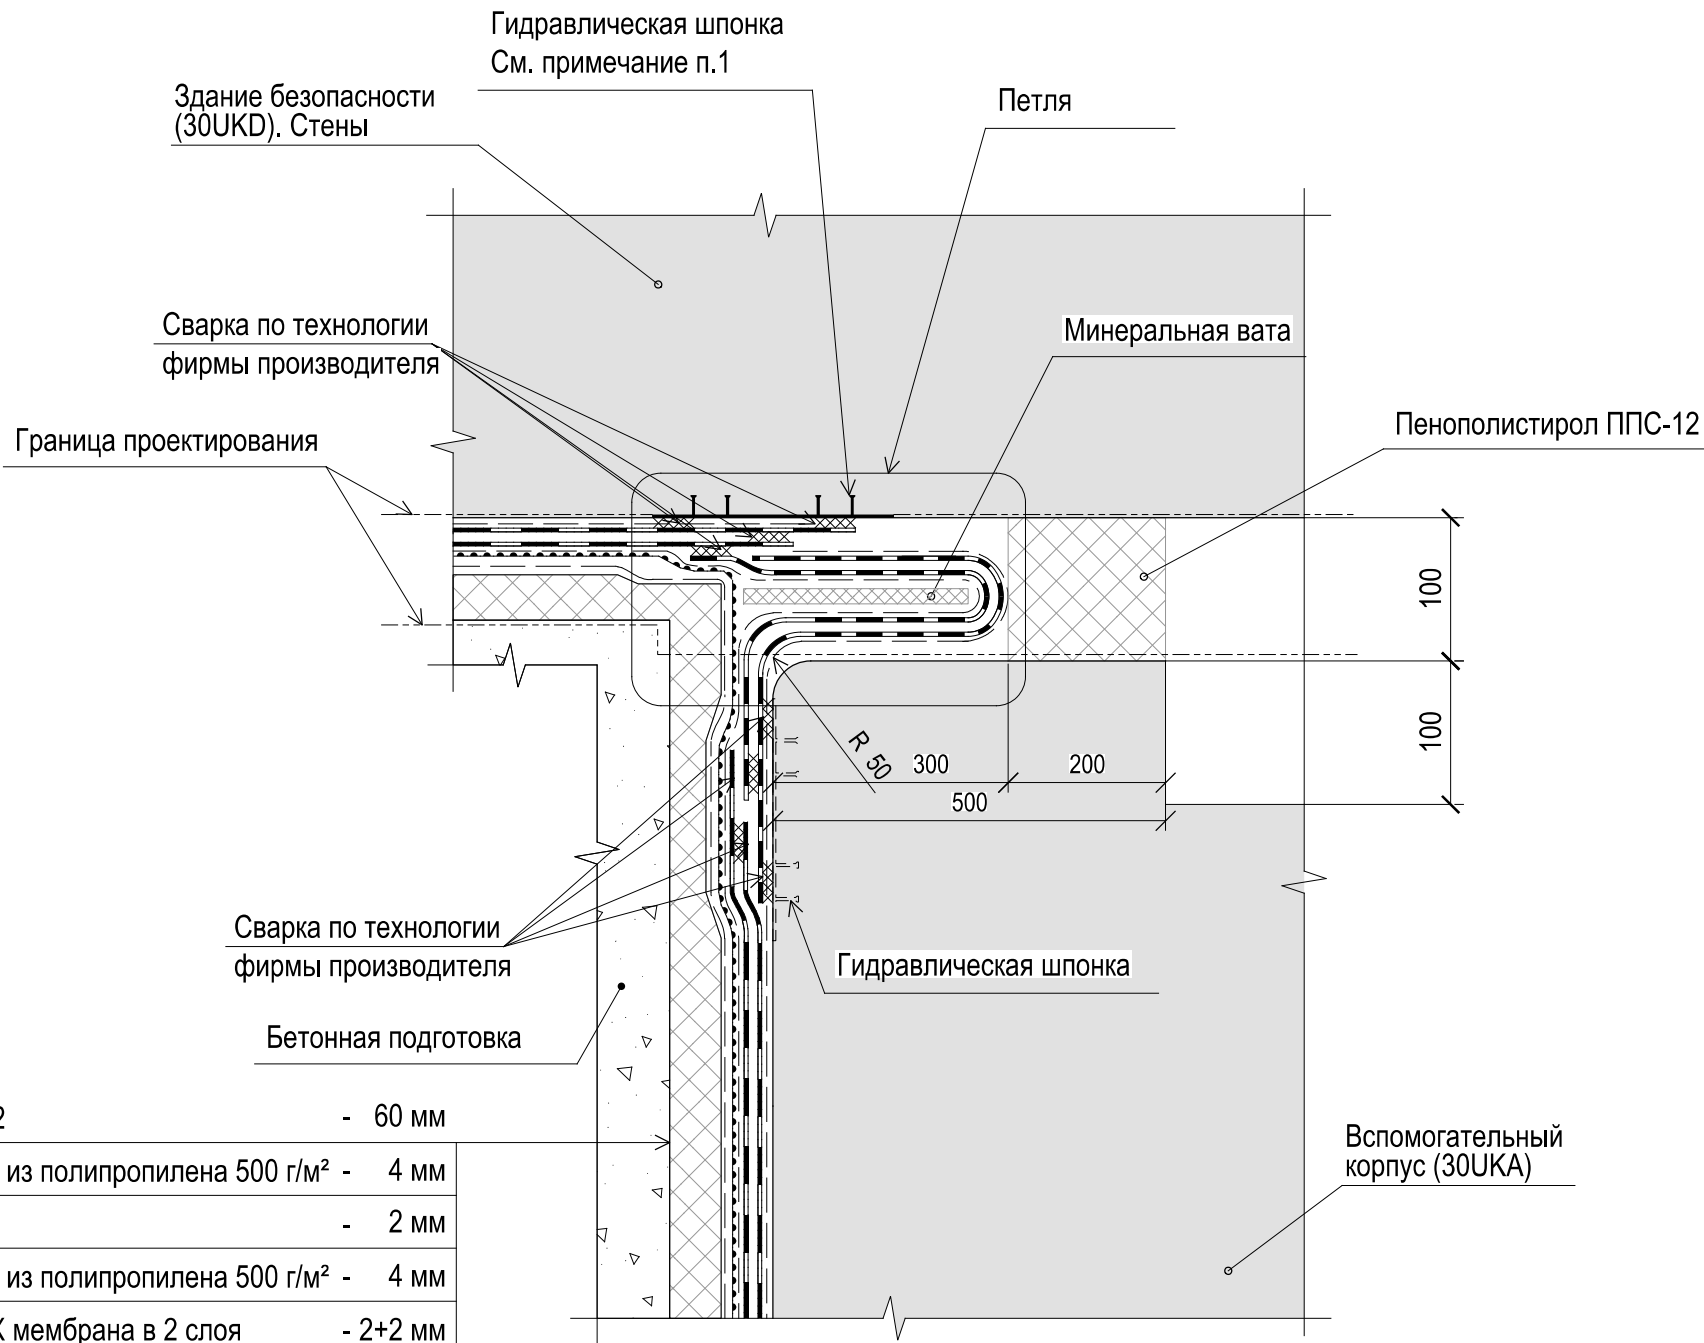 Гидравлическая шпонка
См. примечание п.1
Здание безопасности
(30UKD). Стены
Петля
Сварка по технологии
фирмы производителя
Минеральная вата
Граница проектирования
Пенополистирол ППС-12
100
100
R 50
300
200
500
Сварка по технологии
фирмы производителя
Гидравлическая шпонка
Бетонная подготовка
2 - 60 мм
из полипропилена 500 г/м² - 4 мм
- 2 мм
из полипропилена 500 г/м² - 4 мм
мембрана в 2 слоя - 2+2 мм
Вспомогательный
корпус (30UKA)